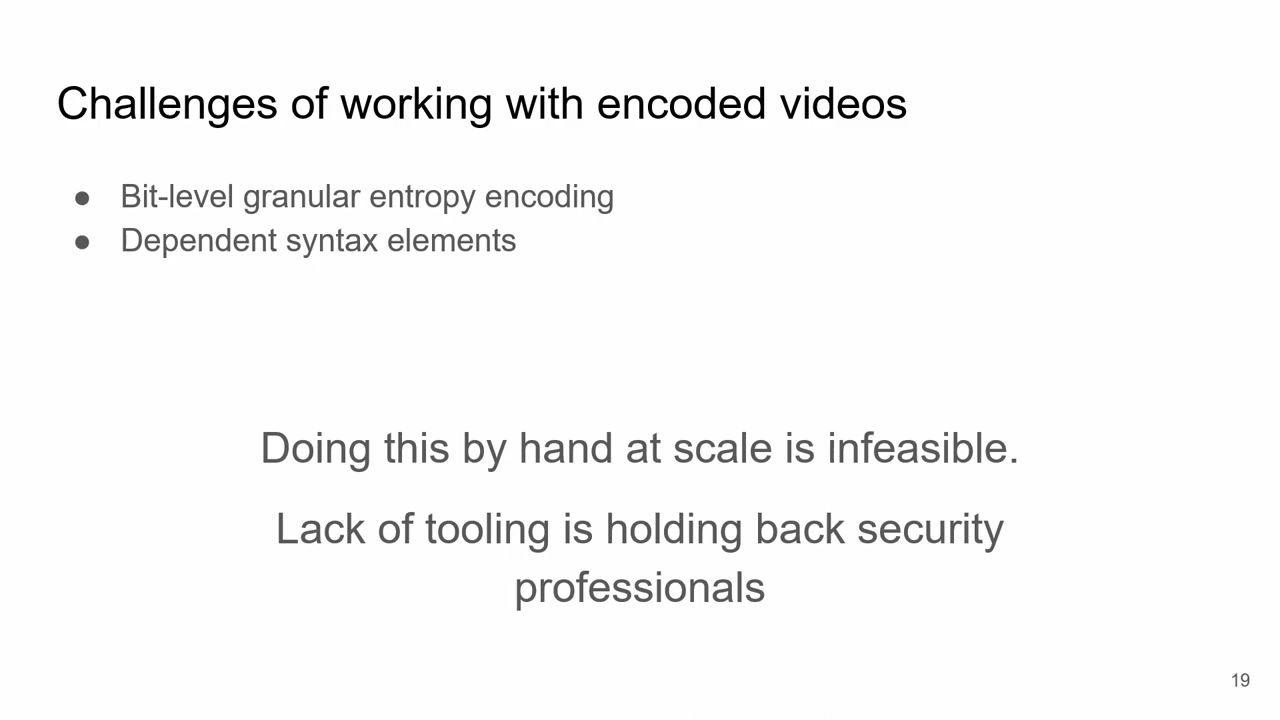 Challenges of working with encoded videos
● Bit-level granular entropy encoding
● Dependent syntax elements
Doing this by hand at scale is infeasible.
Lack of tooling is holding back security
professionals
19